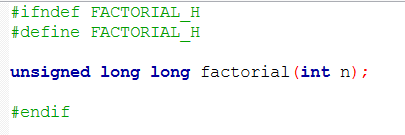 #ifndef FACTORIAL_H
#define FACTORIAL_H
unsigned long long factorial(int n);
#endif